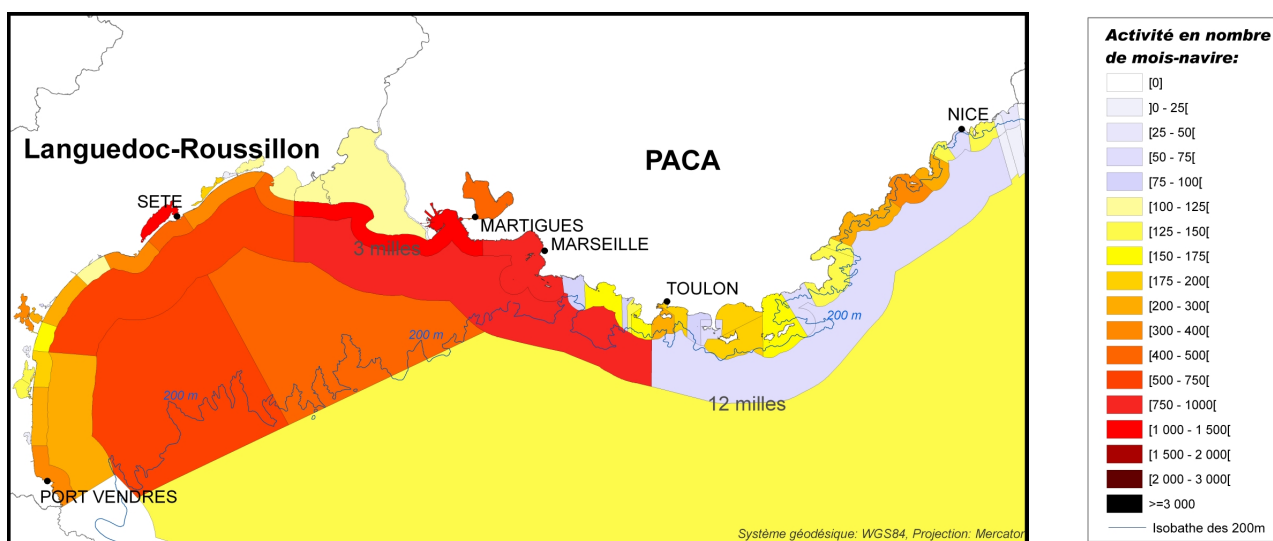 Languedoc-Roussillon
PACA
NICE
SETE
MARTIGUES
3 milles
MARSEILLE
TOULON
200 m
200 m
200 m
12 milles
PORT VENDRES
Système géodésique: WGS84, Projection: Mercator
Activité en nombre
de mois-navire:
[0]
]0 - 25[
[25 - 50[
[50 - 75[
[75 - 100[
[100 - 125[
[125 - 150[
[150 - 175[
[175 - 200[
[200 - 300[
[300 - 400[
[400 - 500[
[500 - 750[
[750 - 1000[
[1 000 - 1 500[
[1 500 - 2 000[
[2 000 - 3 000[
>=3 000
Isobathe des 200m